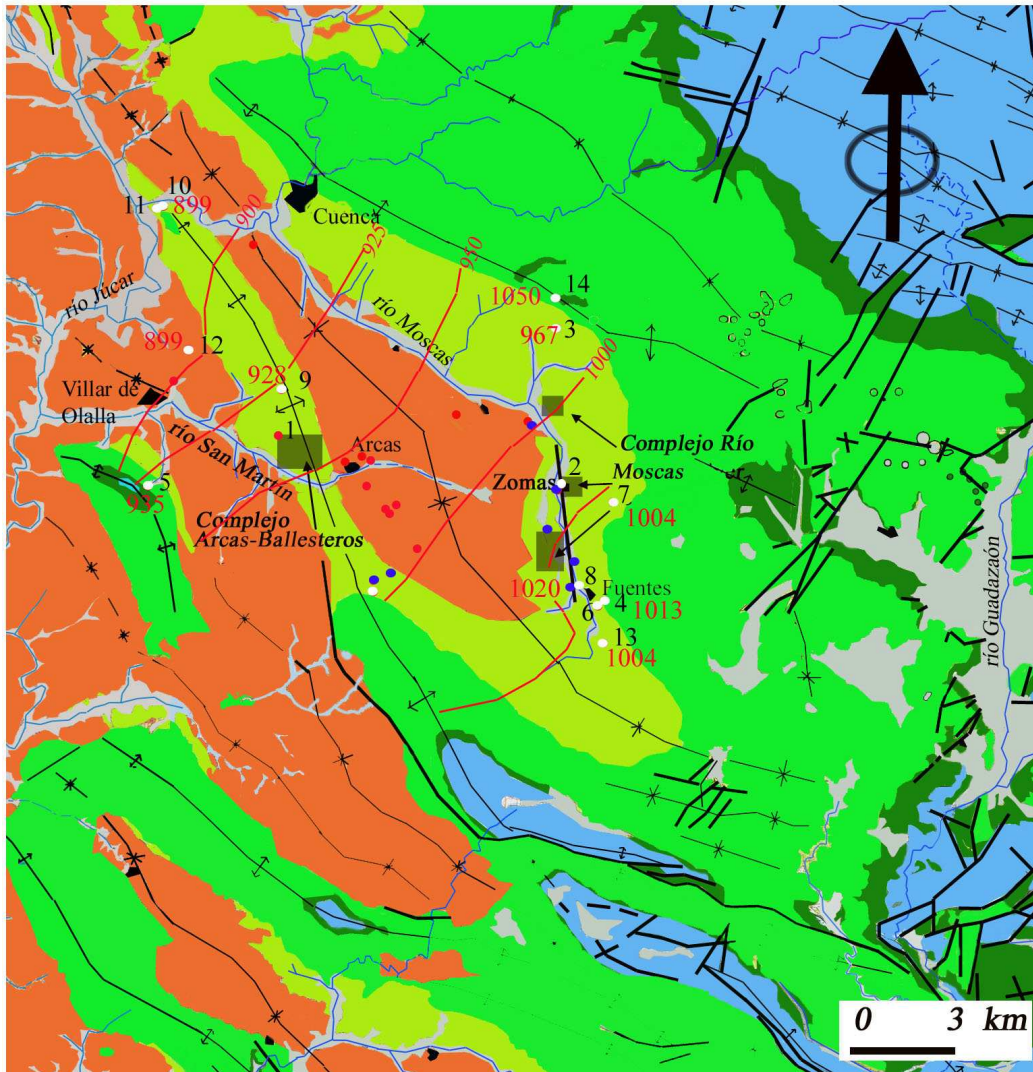 10
11
899
900
Cuenca
925
950
14
1050
río Júcar
río Moscas
3
967
899
12
1000
928
9
Villar de
Olalla
1
Arcas
Complejo Río
Moscas
río San Martín
Zomas
2
7
5
935
1004
Complejo
Arcas-Ballesteros
1020
8
Fuentes
6
4
1013
13
1004
río Guadazaón
0 3 km